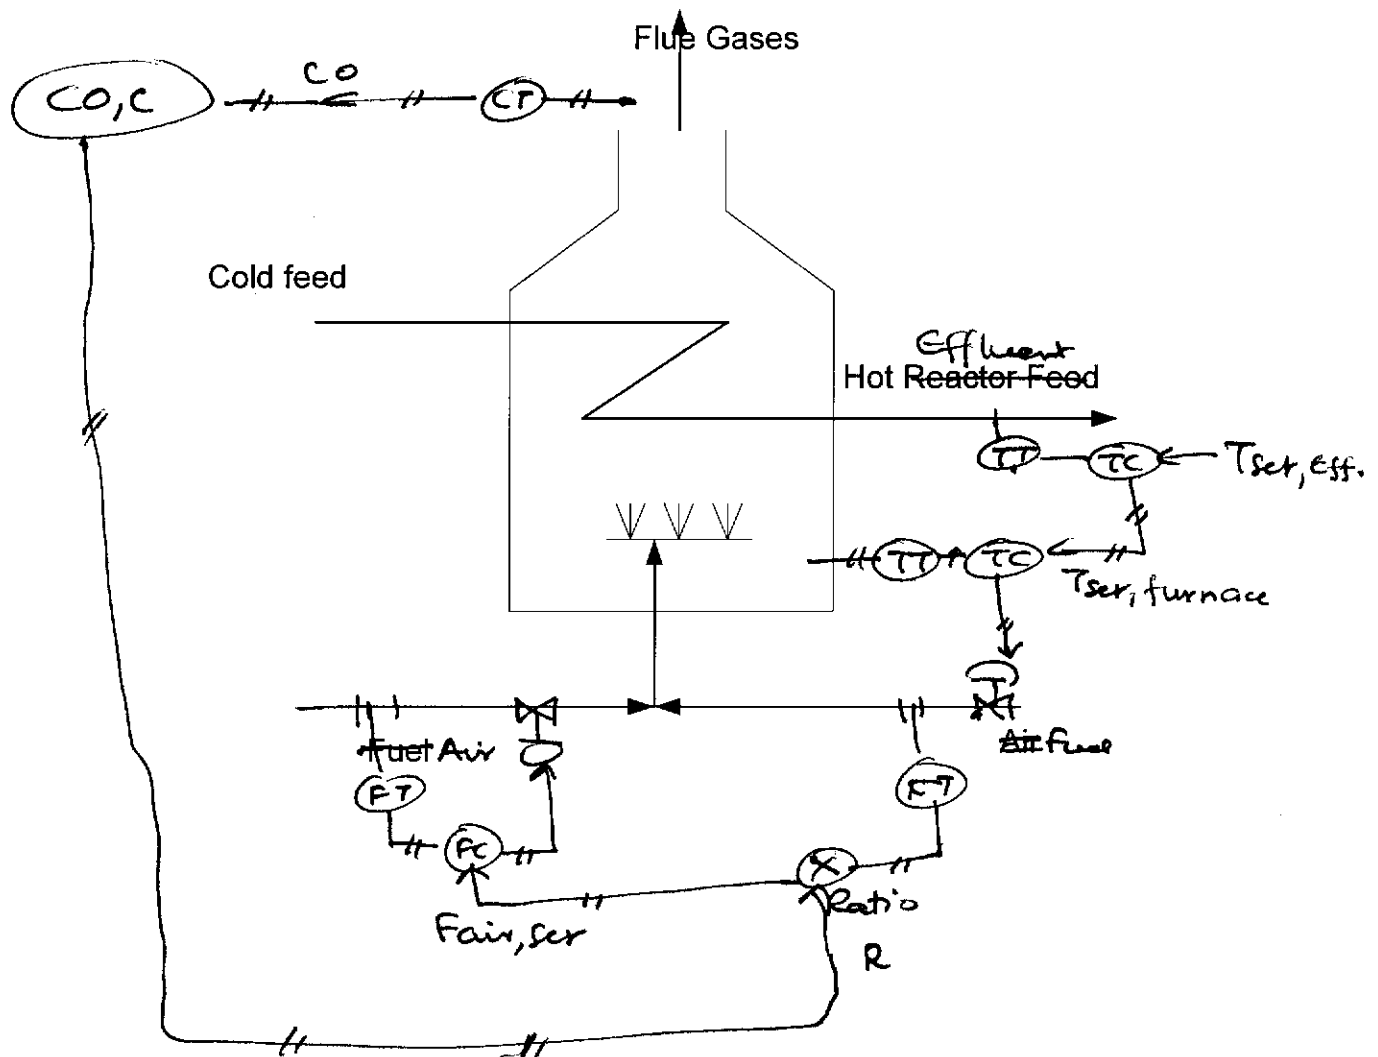 Flue Gases
CO
CO,C
CT
Cold feed
Effluent
Hot Reactor Feed
TT
TC
Tset, Eff.
TT
TC
Tset, furnace
Fuel Air
Air Fuel
FT
FT
FC
X
Ratio
Fair, set
R